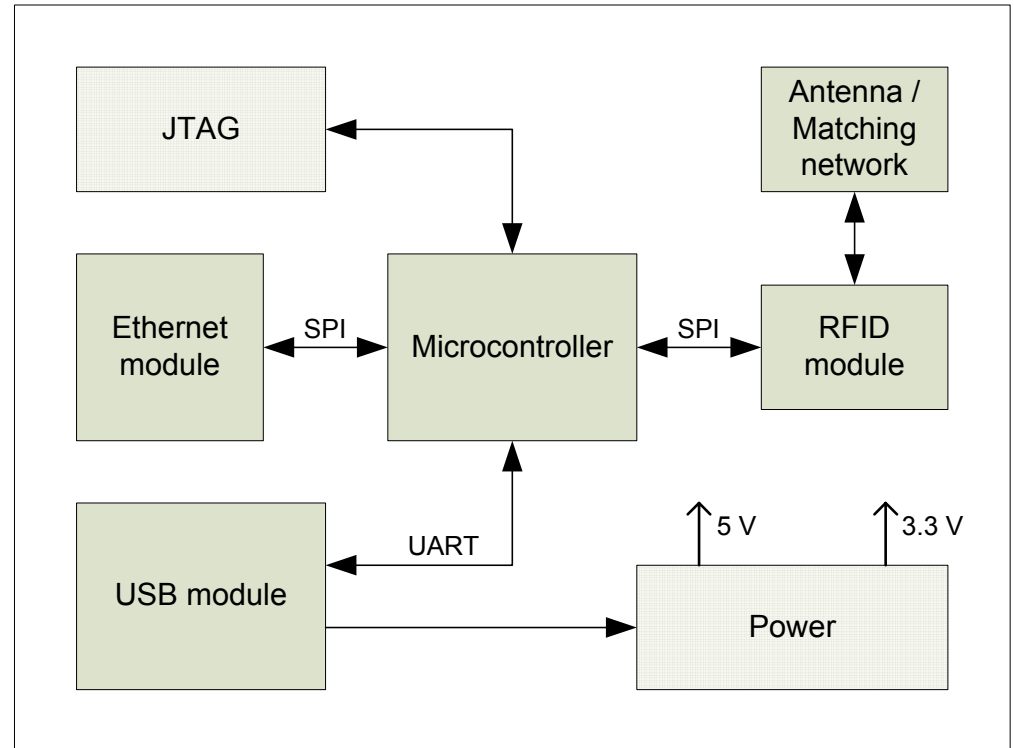 JTAG
Antenna /
Matching
network
Ethernet
module
SPI
Microcontroller
SPI
RFID
module
USB module
UART
5 V
3.3 V
Power